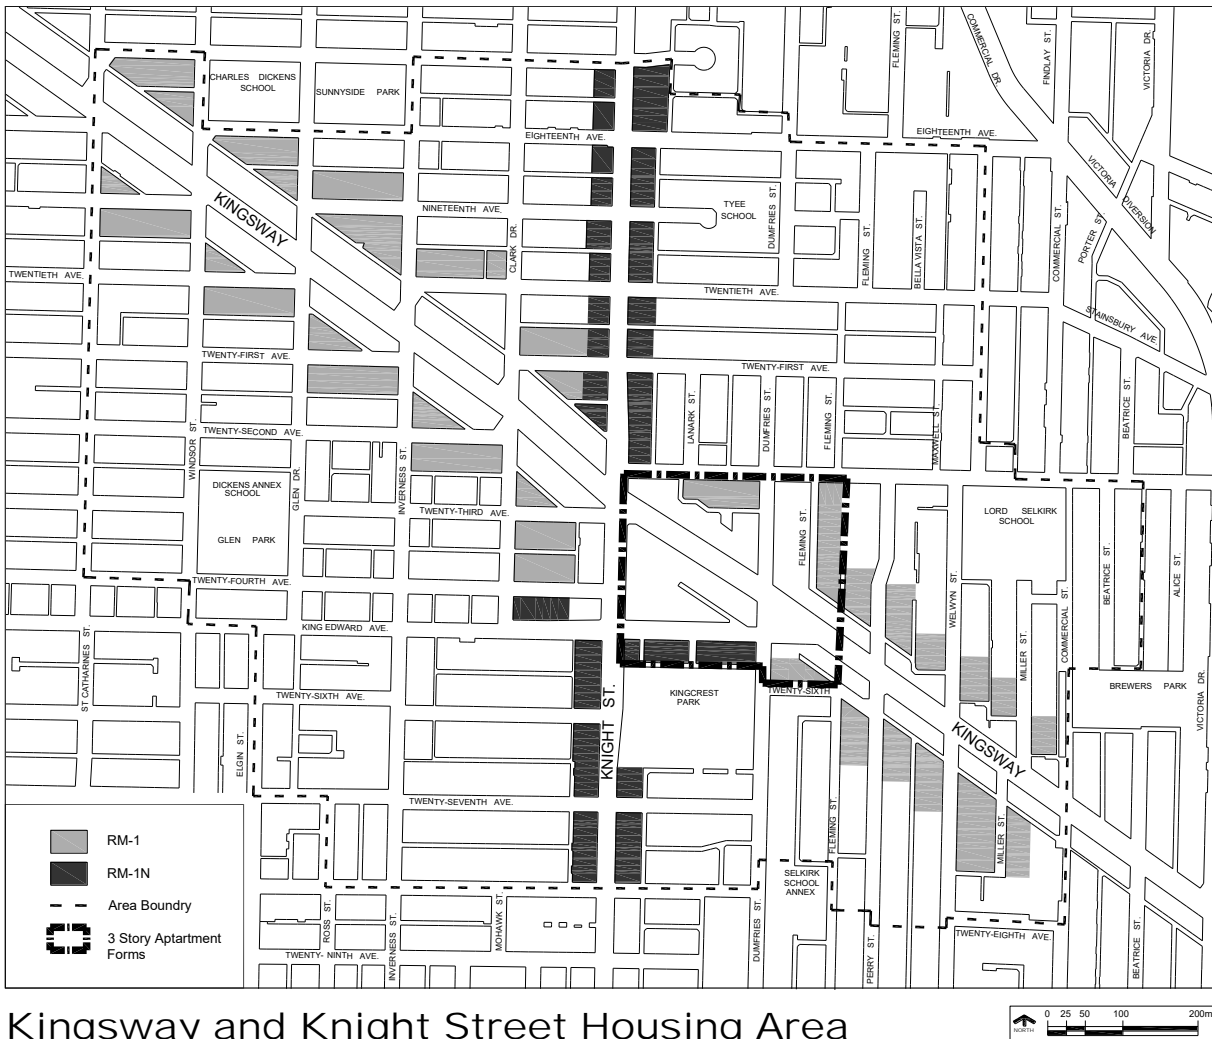 FLEMING ST.
COMMERCIAL DR.
FINDLAY ST.
VICTORIA DR.
CHARLES DICKENS
SCHOOL
SUNNYSIDE PARK
EIGHTEENTH AVE.
EIGHTEENTH AVE.
VICTORIA
DIVERSION
KINGSWAY
NINETEENTH AVE.
CLARK DR.
TYEE
SCHOOL
DUMFRIES ST.
FLEMING ST.
BELLA VISTA ST.
COMMERCIAL ST.
PORTER ST.
TWENTIETH AVE.
TWENTIETH AVE.
STAINSBURY AVE.
TWENTY-FIRST AVE.
TWENTY-FIRST AVE.
WINDSOR ST.
TWENTY-SECOND AVE.
LANARK ST.
DUMFRIES ST.
FLEMING ST.
MAXWELL ST.
BEATRICE ST.
DICKENS ANNEX
SCHOOL
GLEN DR.
INVERNESS ST.
TWENTY-THIRD AVE.
GLEN PARK
FLEMING ST.
LORD SELKIRK
SCHOOL
TWENTY-FOURTH AVE.
WELWYN ST.
MILLER ST.
COMMERCIAL ST.
BEATRICE ST.
ALICE ST.
KING EDWARD AVE.
ST.CATHARINES ST.
TWENTY-SIXTH AVE.
KNIGHT ST.
KINGCREST
PARK
TWENTY-SIXTH
BREWERS PARK
VICTORIA DR.
ELGIN ST.
KINGSWAY
TWENTY-SEVENTH AVE.
FLEMING ST.
MILLER ST.
RM-1
RM-1N
Area Boundry
3 Story Aptartment
Forms
SELKIRK
SCHOOL
ANNEX
ROSS ST.
INVERNESS ST.
MOHAWK ST.
DUMFRIES ST.
PERRY ST.
TWENTY-EIGHTH AVE.
BEATRICE ST.
TWENTY- NINTH AVE.
Kingsway and Knight Street Housing Area
NORTH
0 25 50 100 200m